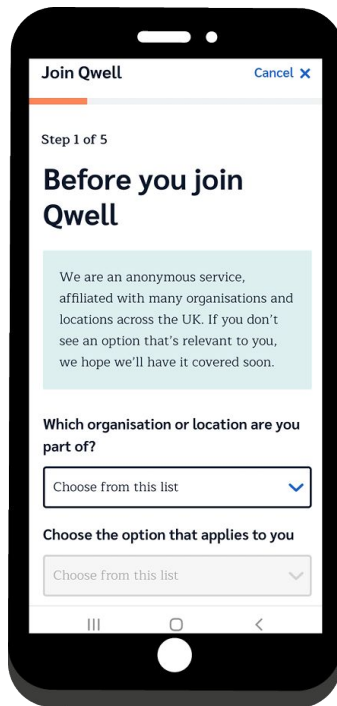 Join Qwell
Cancel ✕
Step 1 of 5
Before you join
Qwell
We are an anonymous service,
affiliated with many organisations and
locations across the UK. If you don't
see an option that's relevant to you,
we hope we'll have it covered soon.
Which organisation or location are you
part of?
Choose from this list
Choose the option that applies to you
Choose from this list